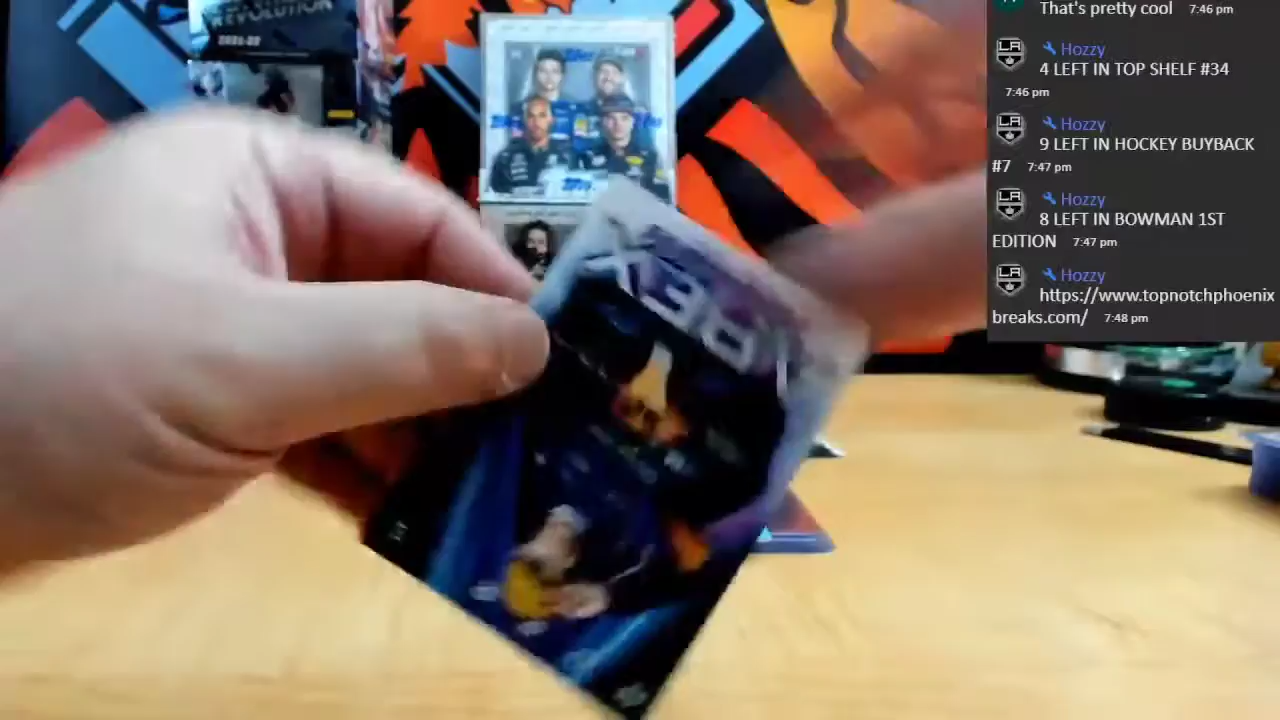 REVOLUTION
2021-22
That's pretty cool 7:46 pm
Hozzy
4 LEFT IN TOP SHELF #34
7:46 pm
Hozzy
9 LEFT IN HOCKEY BUYBACK
#7 7:47 pm
Hozzy
8 LEFT IN BOWMAN 1ST
EDITION 7:47 pm
Hozzy
https://www.topnotchphoenix
breaks.com/ 7:48 pm